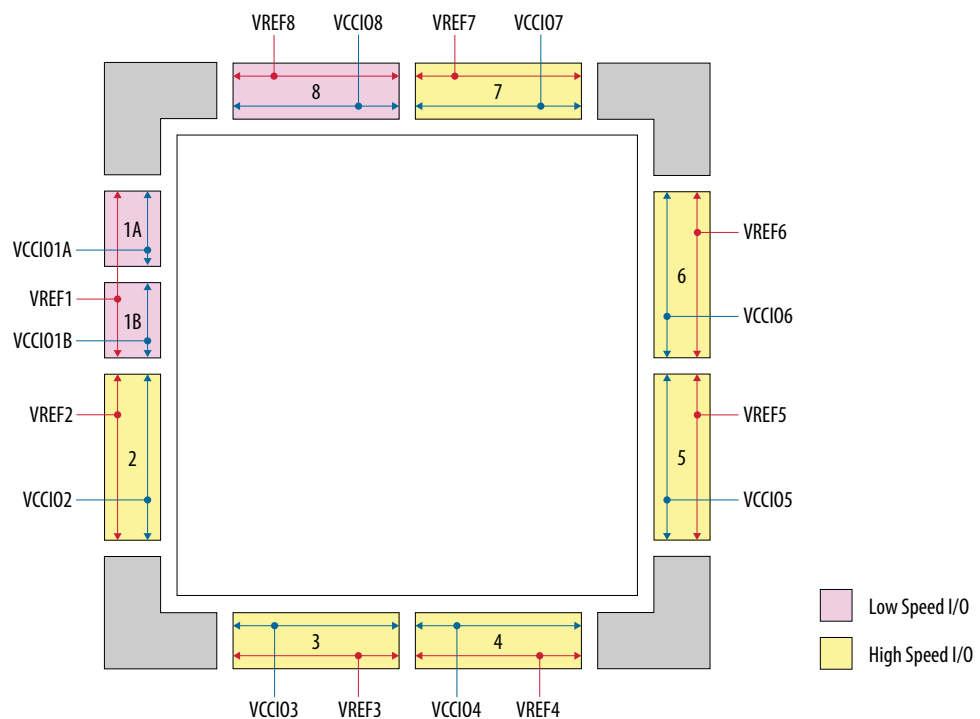 VREF8 VCCIO8 VREF7 VCCIO7
8 7
1A
VCCIO1A
VREF1
1B
VCCIO1B
VREF2
2
VCCIO2
VREF6
6
VCCIO6
VREF5
5
VCCIO5
3 4
VCCIO3 VREF3 VCCIO4 VREF4
Low Speed I/O
High Speed I/O